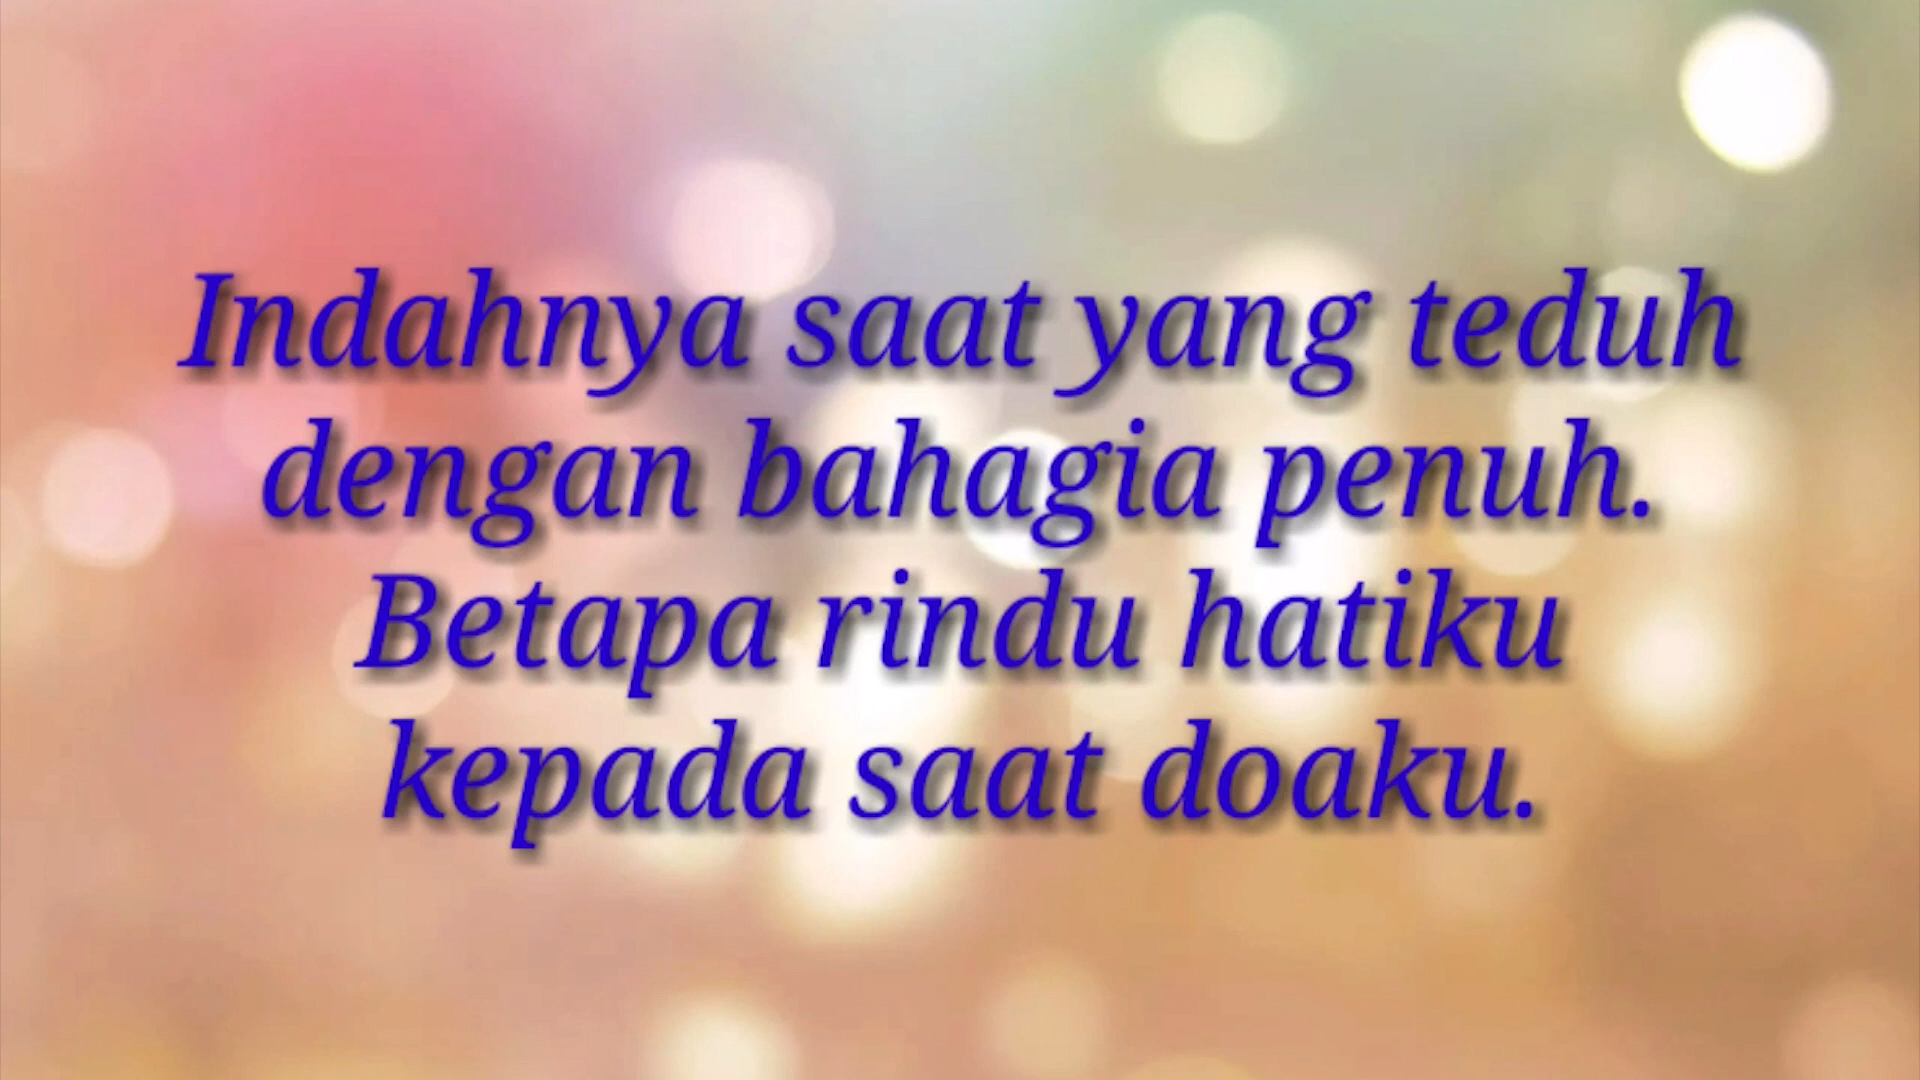 Indahnya saat yang teduh
dengan bahagia penuh.
Betapa rindu hatiku
kepada saat doaku.